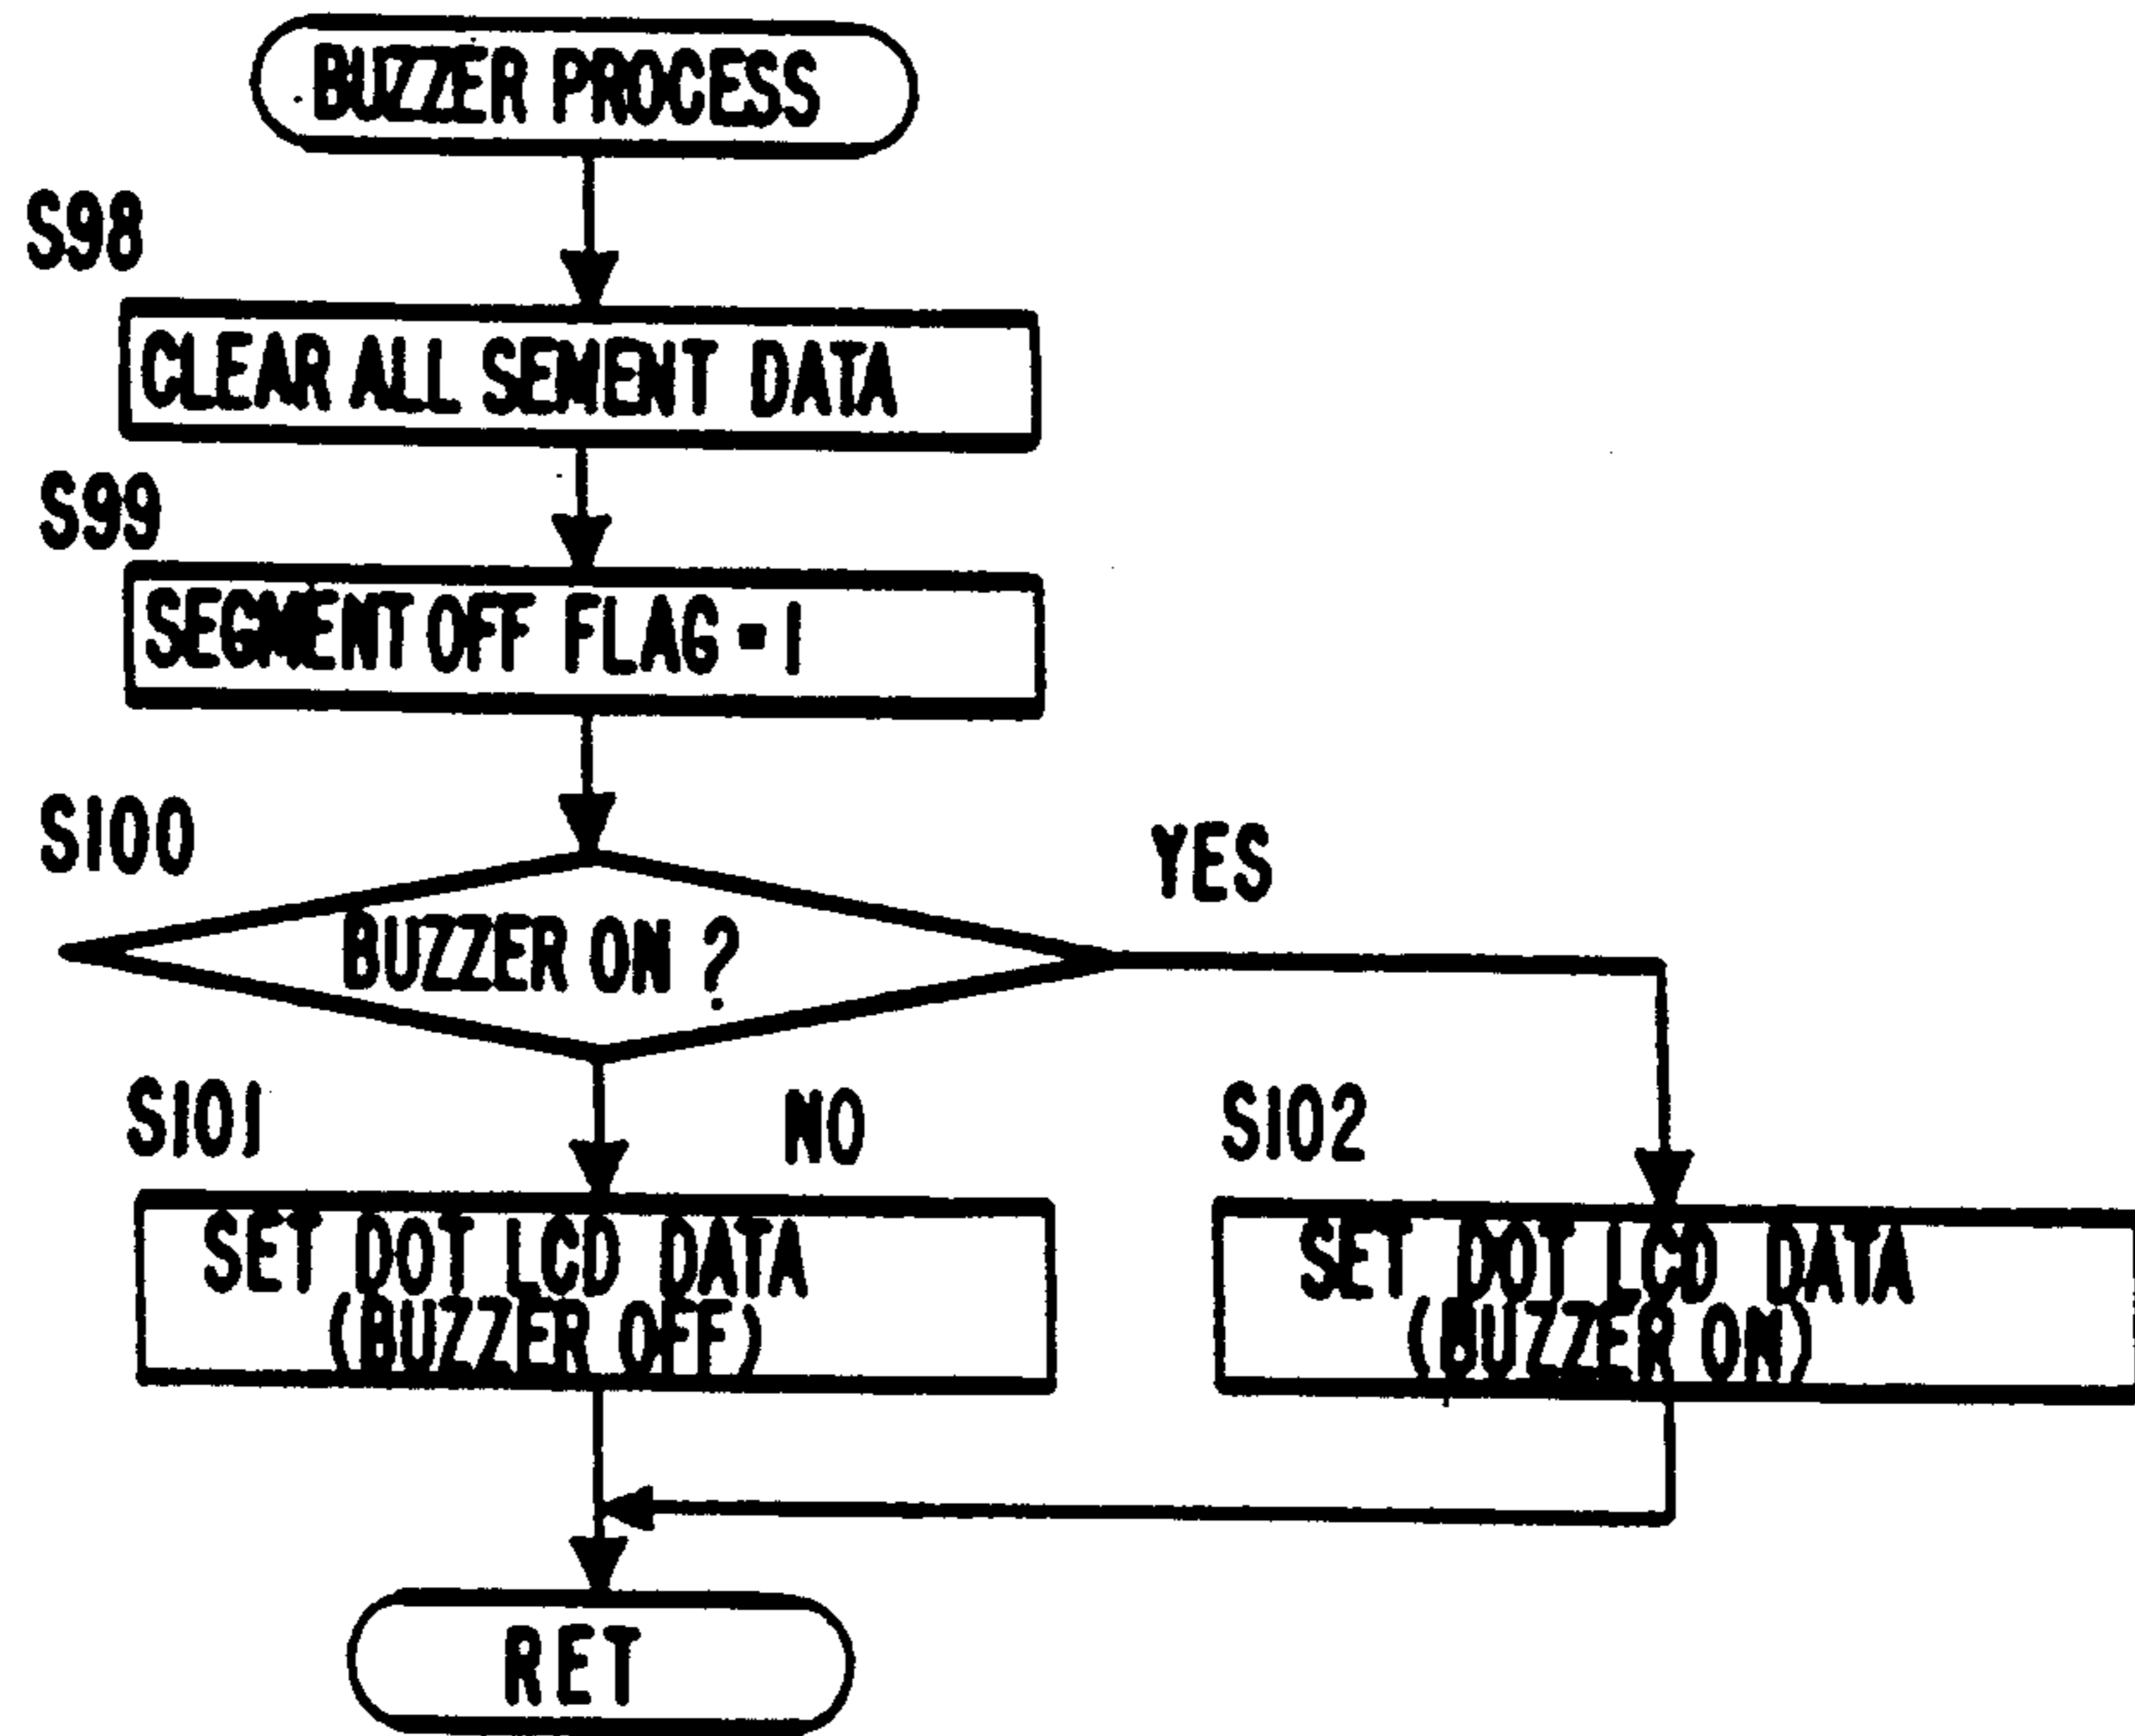 BUZZER PROCESS
S98
CLEAR ALL SEMENT DATA
S99
SEGMENT OFF FLAG = 1
S100
YES
BUZZER ON ?
S101
NO
S102
SET DOT LCD DATA
(BUZZER OFF)
SET DOT LCD DATA
(BUZZER ON)
RET